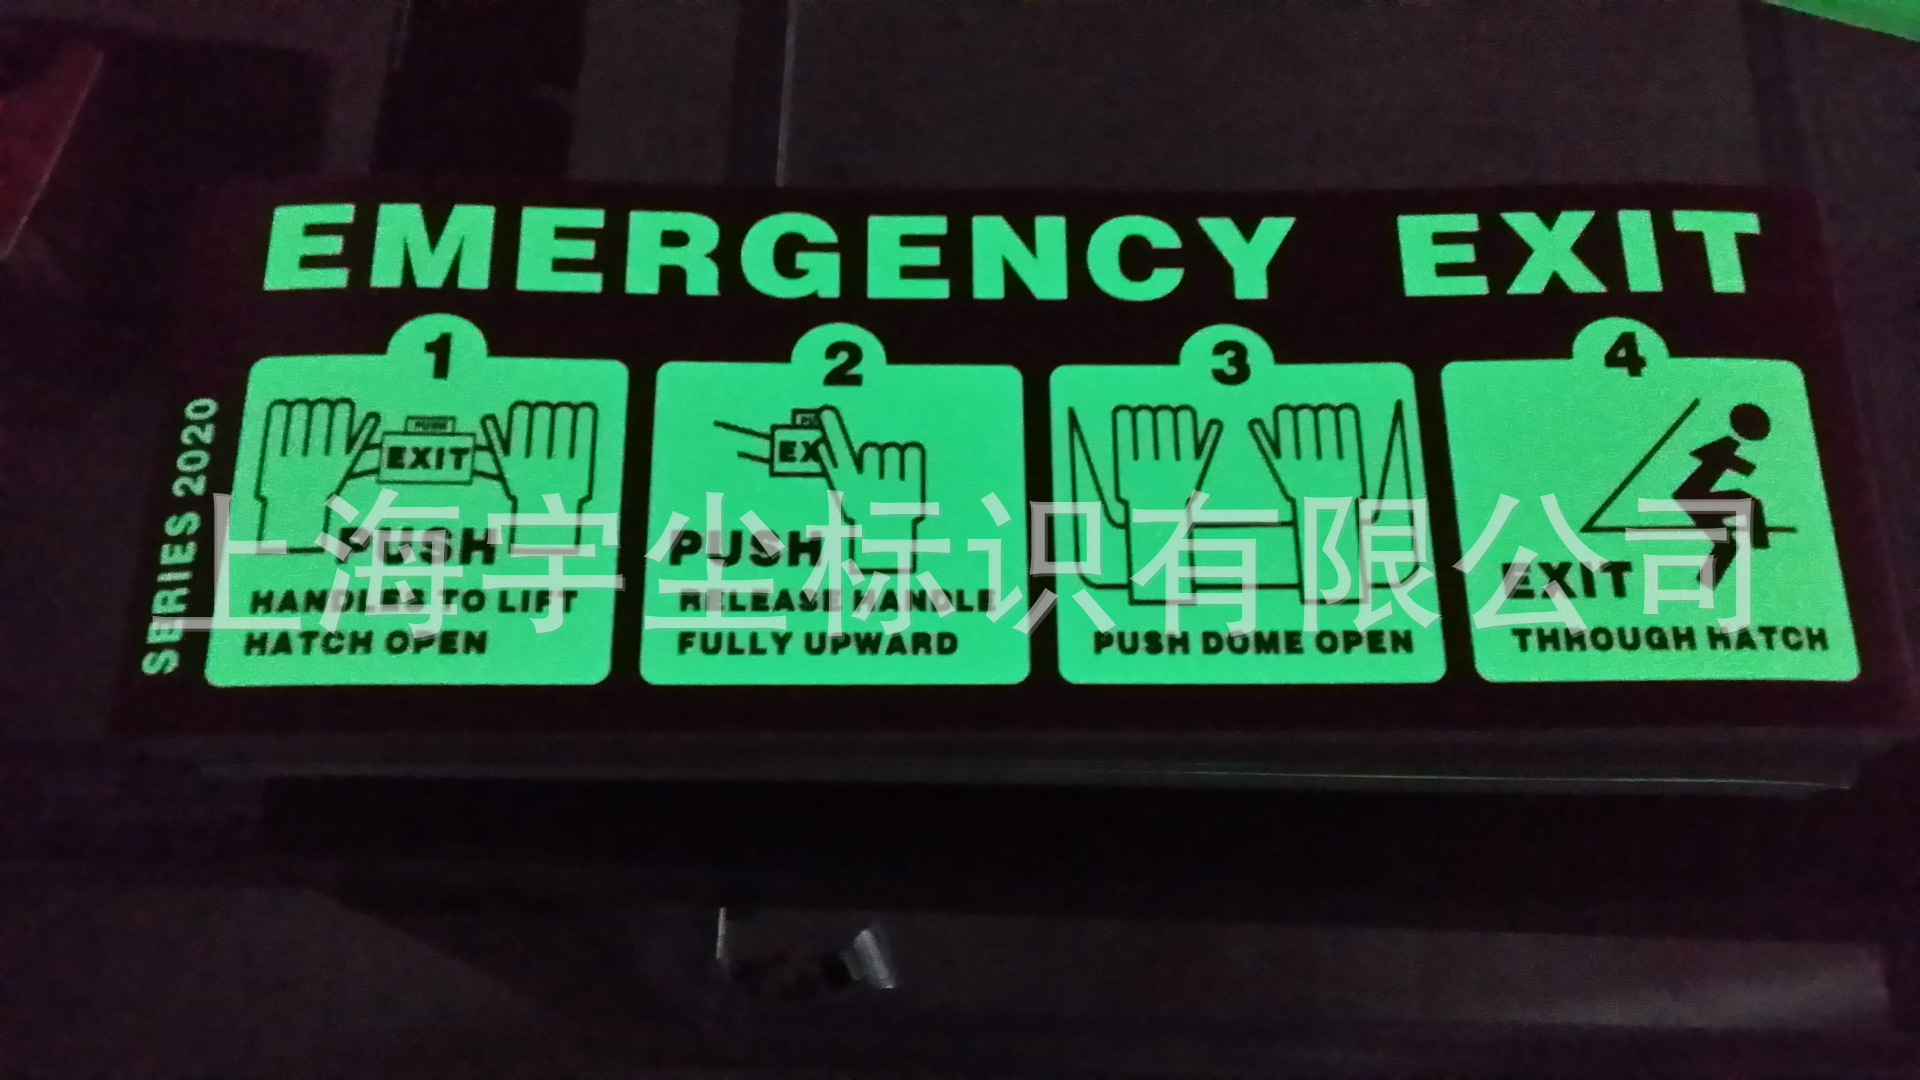 EMERGENCY EXIT
SERIES 2020
1
PUSH
EXIT
PUSH
HANDLES TO LIFT
HATCH OPEN
2
EX
PUSH
RELEASE HANDLE
FULLY UPWARD
3
PUSH DOME OPEN
4
EXIT
THROUGH HATCH
上海宇尘标识有限公司